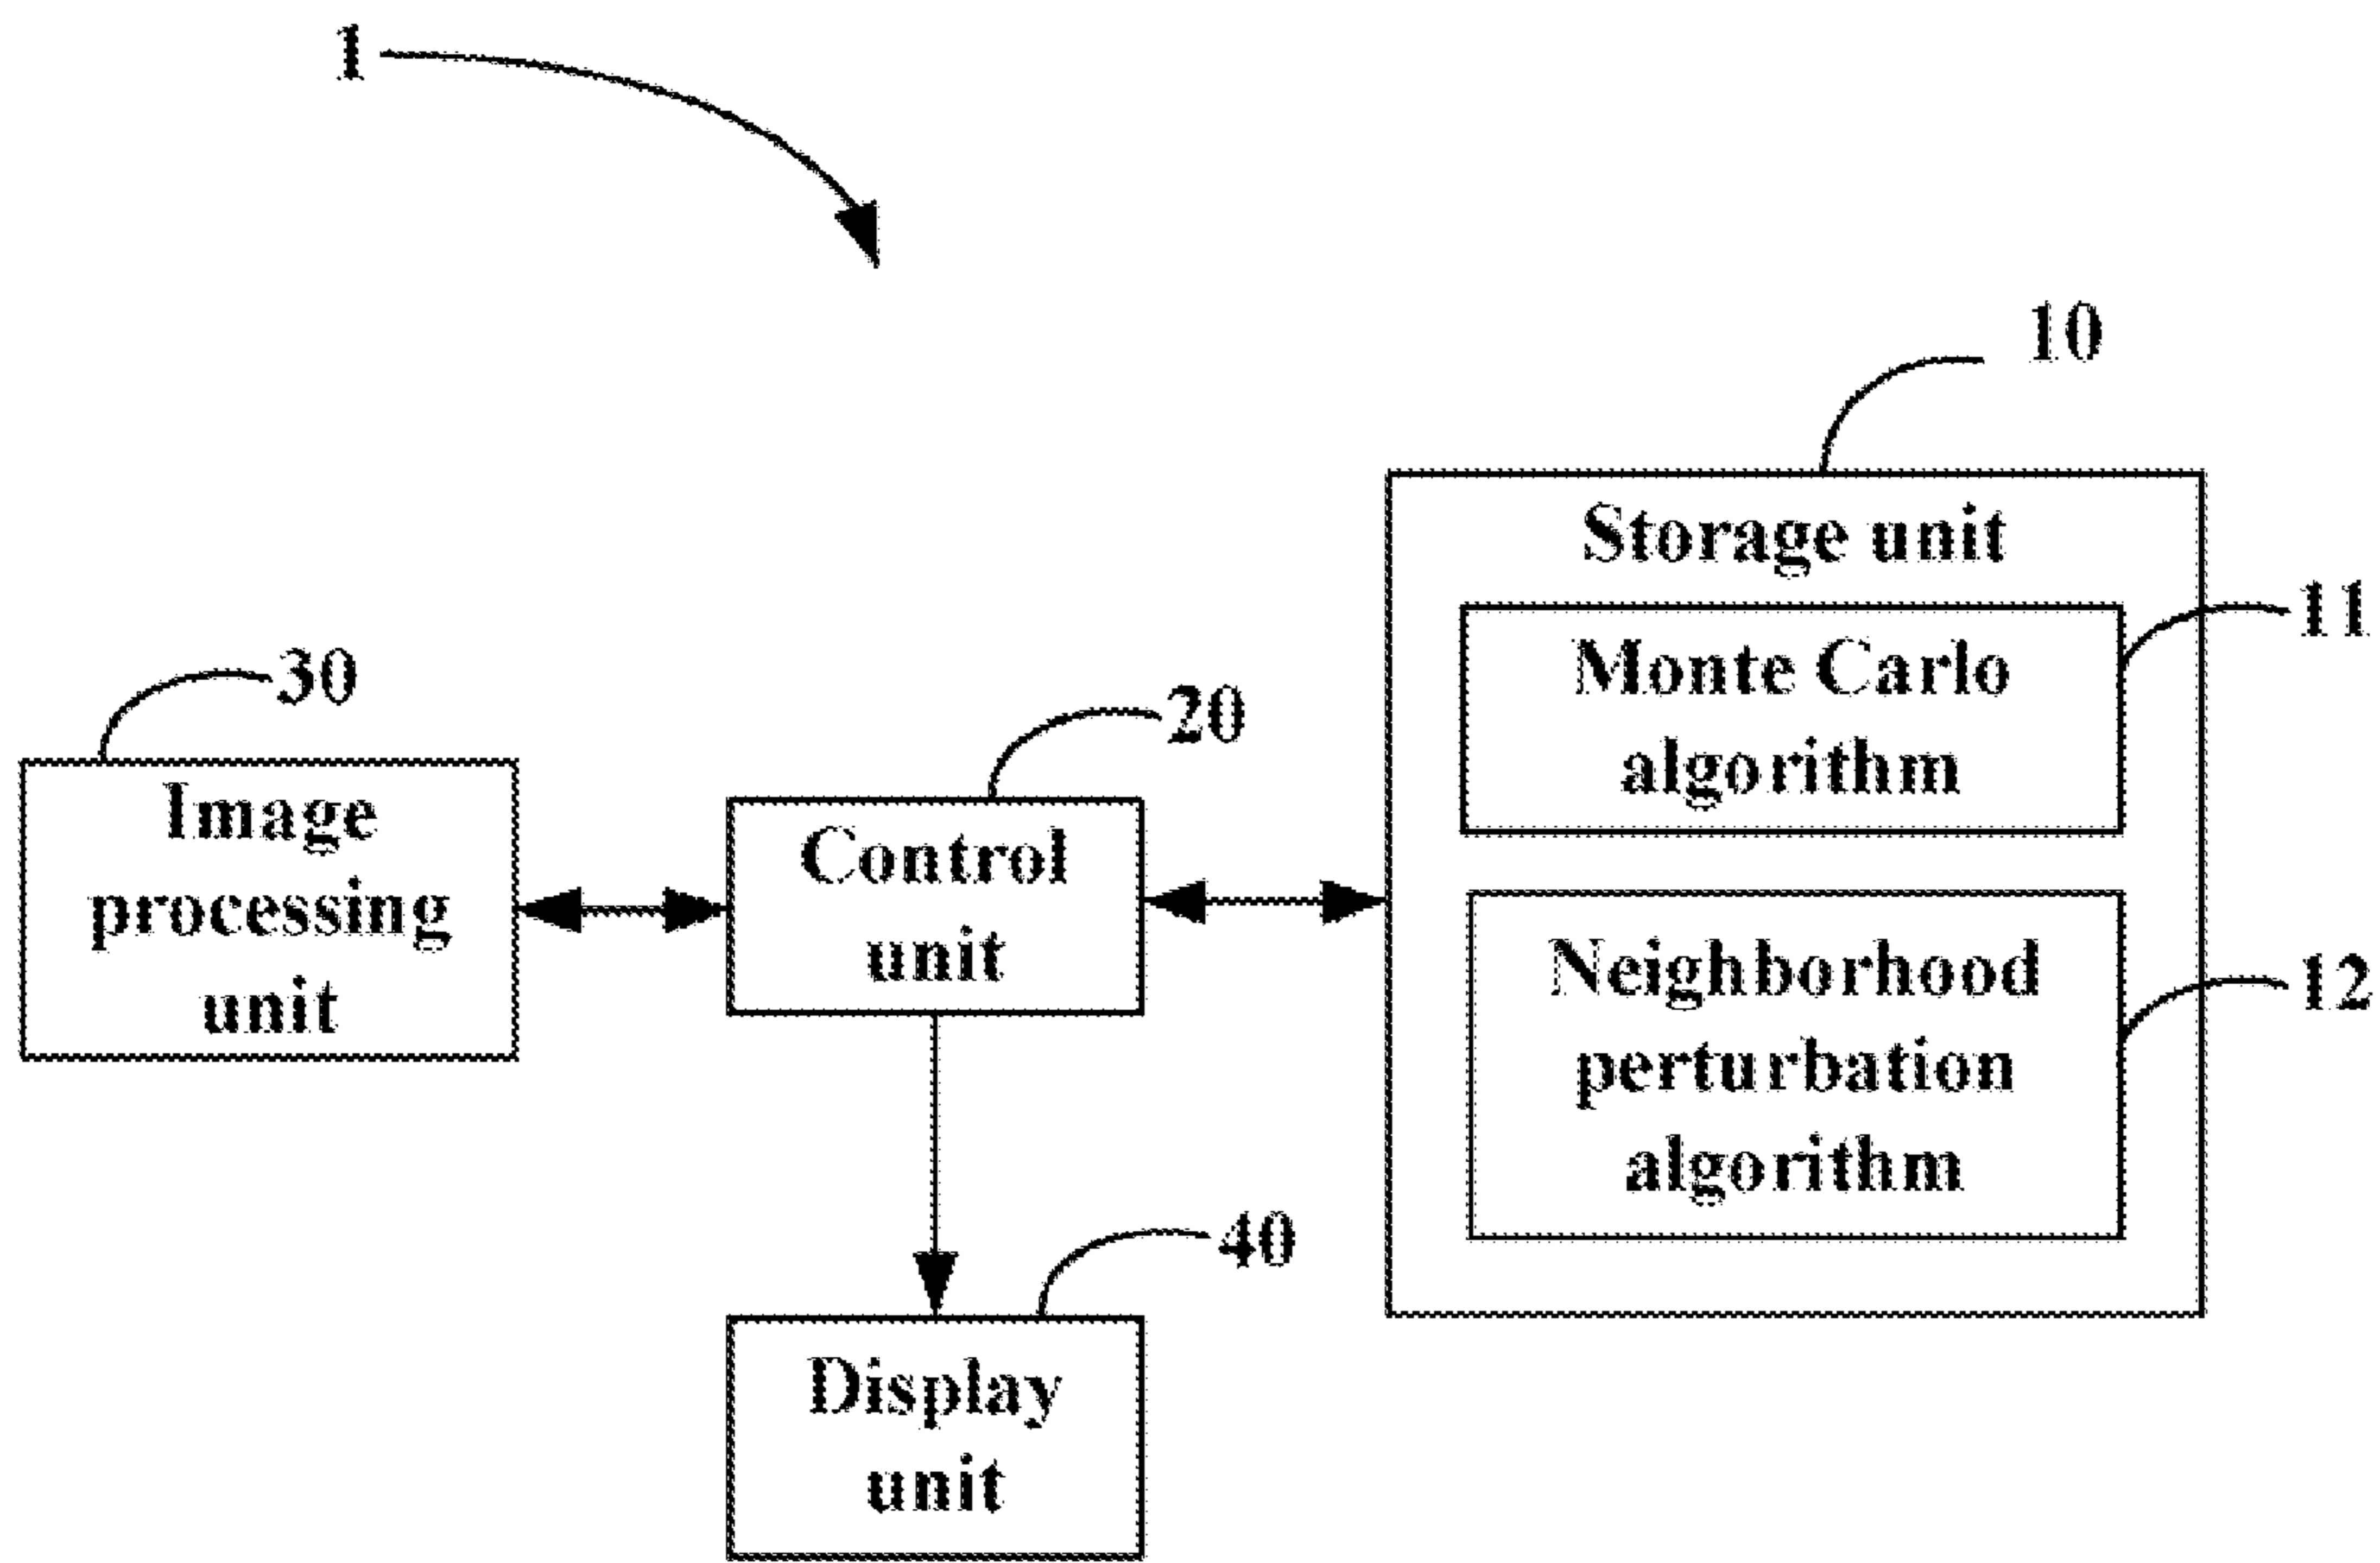 1
10
Storage unit
11
Monte Carlo
algorithm
30
20
Image
processing
unit
Control
unit
Neighborhood
perturbation
algorithm
12
40
Display
unit